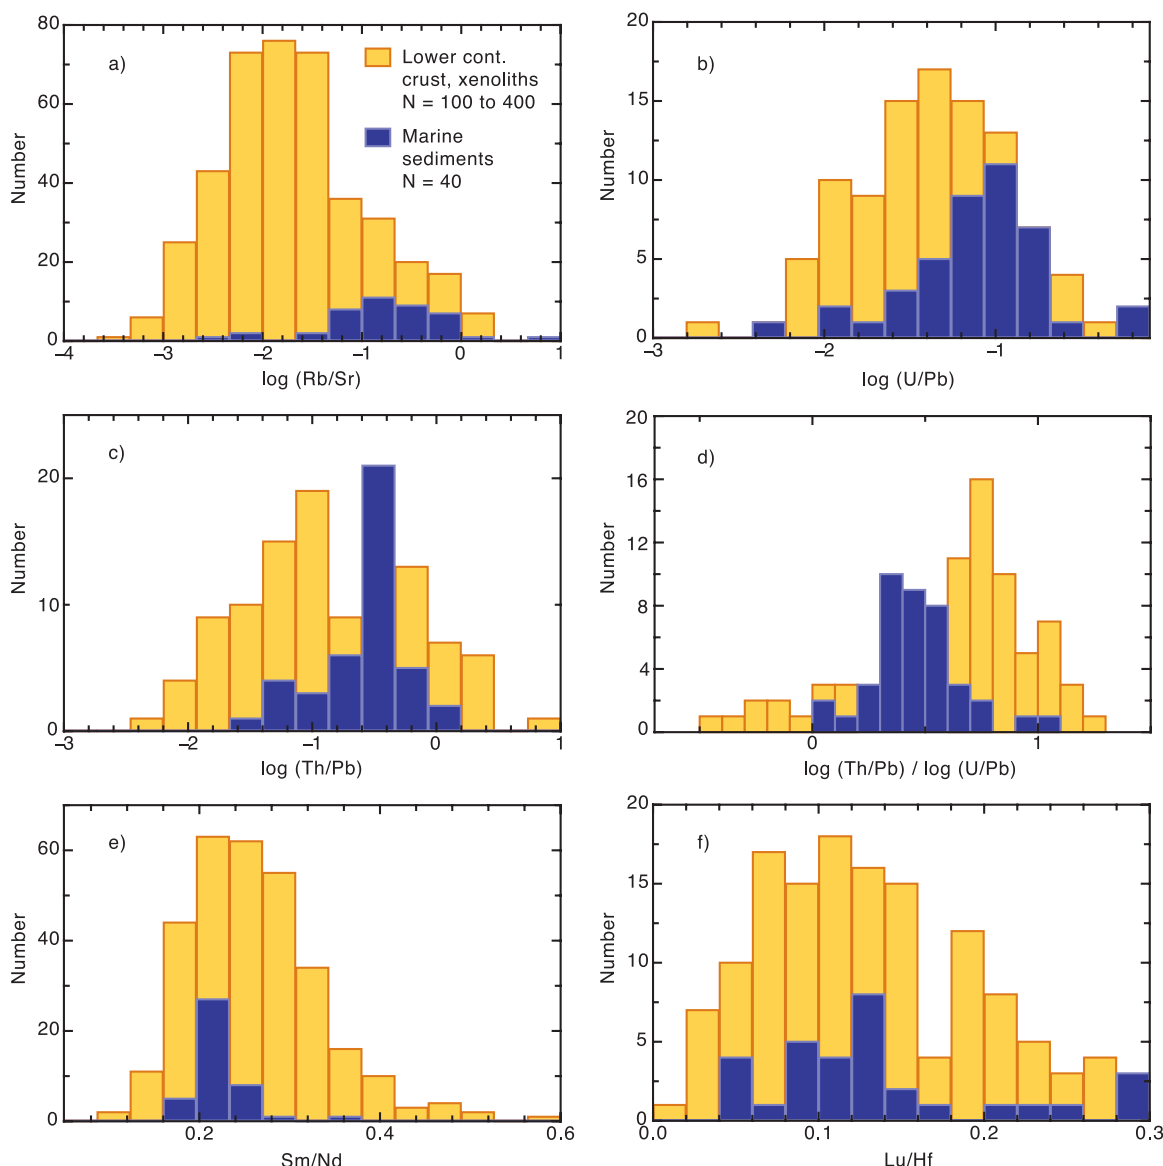 80
60
40
20
0
Number
a)
Lower cont.
crust, xenoliths
N = 100 to 400
Marine
sediments
N = 40
–4
–3
–2
–1
0
1
log (Rb/Sr)
20
15
10
5
0
Number
b)
–3
–2
–1
log (U/Pb)
20
10
0
Number
c)
–3
–2
–1
0
1
log (Th/Pb)
20
16
12
8
4
0
Number
d)
0
1
log (Th/Pb) / log (U/Pb)
60
40
20
0
Number
e)
0.2
0.4
0.6
Sm/Nd
20
15
10
5
0
Number
f)
0.0
0.1
0.2
0.3
Lu/Hf